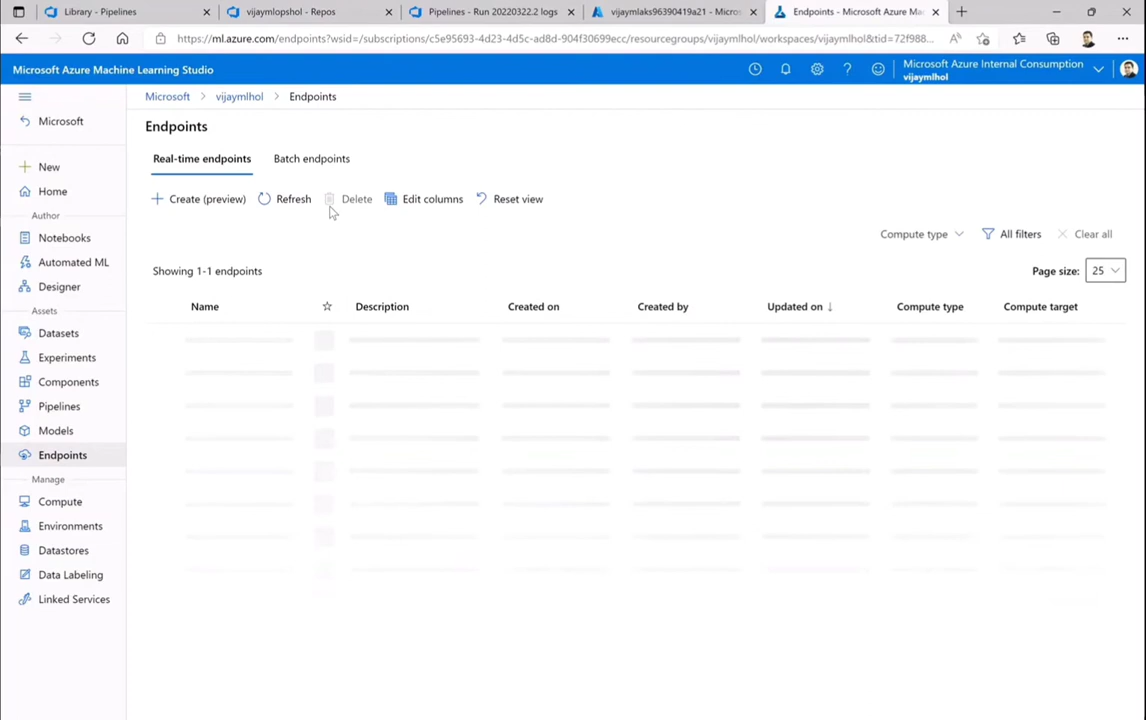 Library - Pipelines
vijaymlopshol - Repos
Pipelines - Run 20220322.2 logs
vijaymlaks96390419a21 - Micros
Endpoints - Microsoft Azure Ma
https://ml.azure.com/endpoints?wsid=/subscriptions/c5e95693-4d23-4d5c-ad8d-904f30699ecc/resourcegroups/vijaymlhol/workspaces/vijaymlhol&tid=72f988...
Microsoft Azure Machine Learning Studio
Microsoft Azure Internal Consumption
vijaymlhol
Microsoft
New
Home
Author
Notebooks
Automated ML
Designer
Assets
Datasets
Experiments
Components
Pipelines
Models
Endpoints
Manage
Compute
Environments
Datastores
Data Labeling
Linked Services
Microsoft > vijaymlhol > Endpoints
Endpoints
Real-time endpoints Batch endpoints
Create (preview) Refresh Delete Edit columns Reset view
Compute type All filters Clear all
Showing 1-1 endpoints Page size: 25
Name Description Created on Created by Updated on ↓ Compute type Compute target